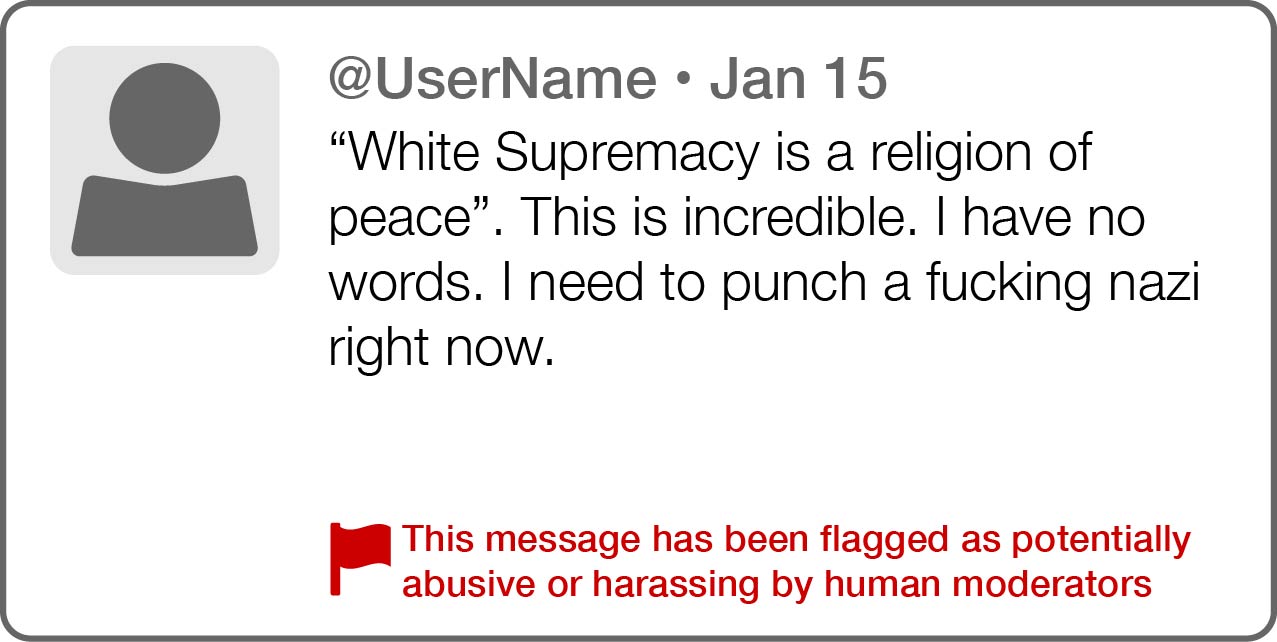 @UserName • Jan 15
“White Supremacy is a religion of
peace”. This is incredible. I have no
words. I need to punch a fucking nazi
right now.
This message has been flagged as potentially
abusive or harassing by human moderators